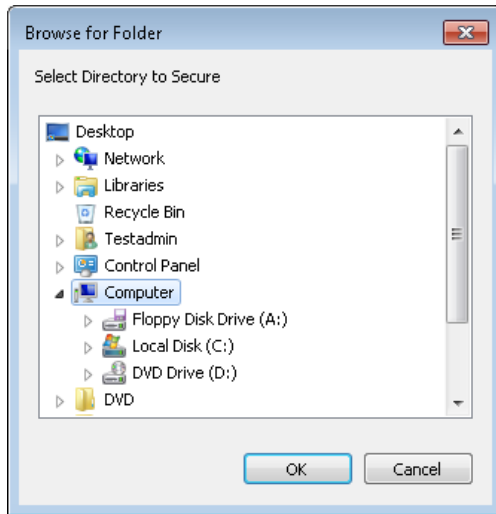 Browse for Folder
Select Directory to Secure
Desktop
Network
Libraries
Recycle Bin
Testadmin
Control Panel
Computer
Floppy Disk Drive (A:)
Local Disk (C:)
DVD Drive (D:)
DVD
OK Cancel